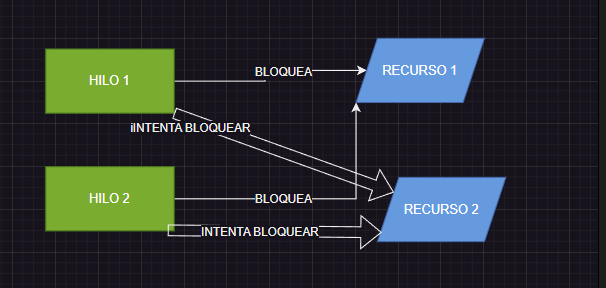 HILO 1
BLOQUEA
RECURSO 1
iINTENTA BLOQUEAR
HILO 2
BLOQUEA
RECURSO 2
INTENTA BLOQUEAR